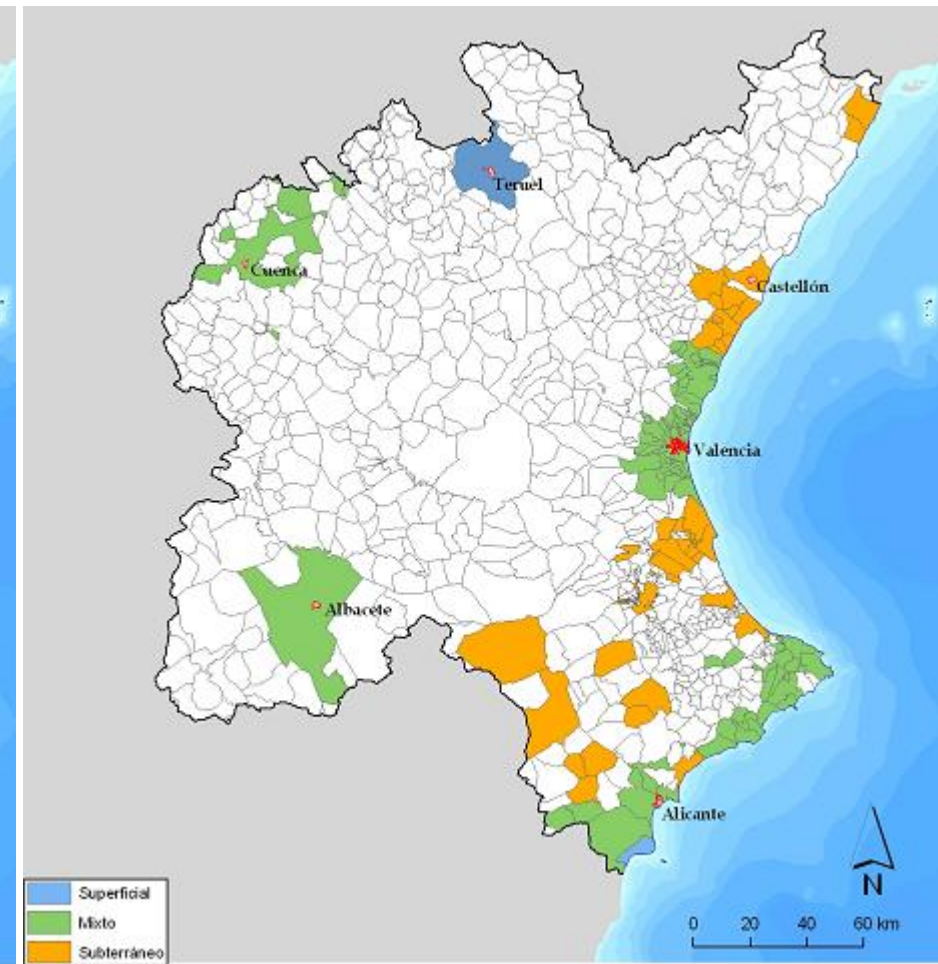 Teruel
Cuenca
Castellón
Valencia
Albacete
Alicante
N
Superficial
Mixto
Subterráneo
0 20 40 60 km